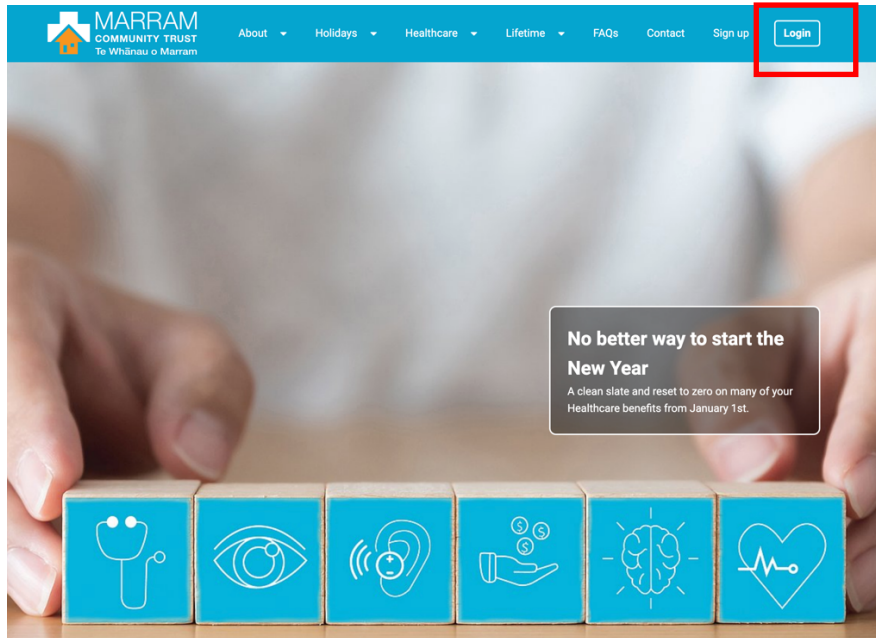 MARRAM
COMMUNITY TRUST
Te Whānau o Marram
About Holidays Healthcare Lifetime FAQs Contact Sign up Login
No better way to start the
New Year
A clean slate and reset to zero on many of your
Healthcare benefits from January 1st.